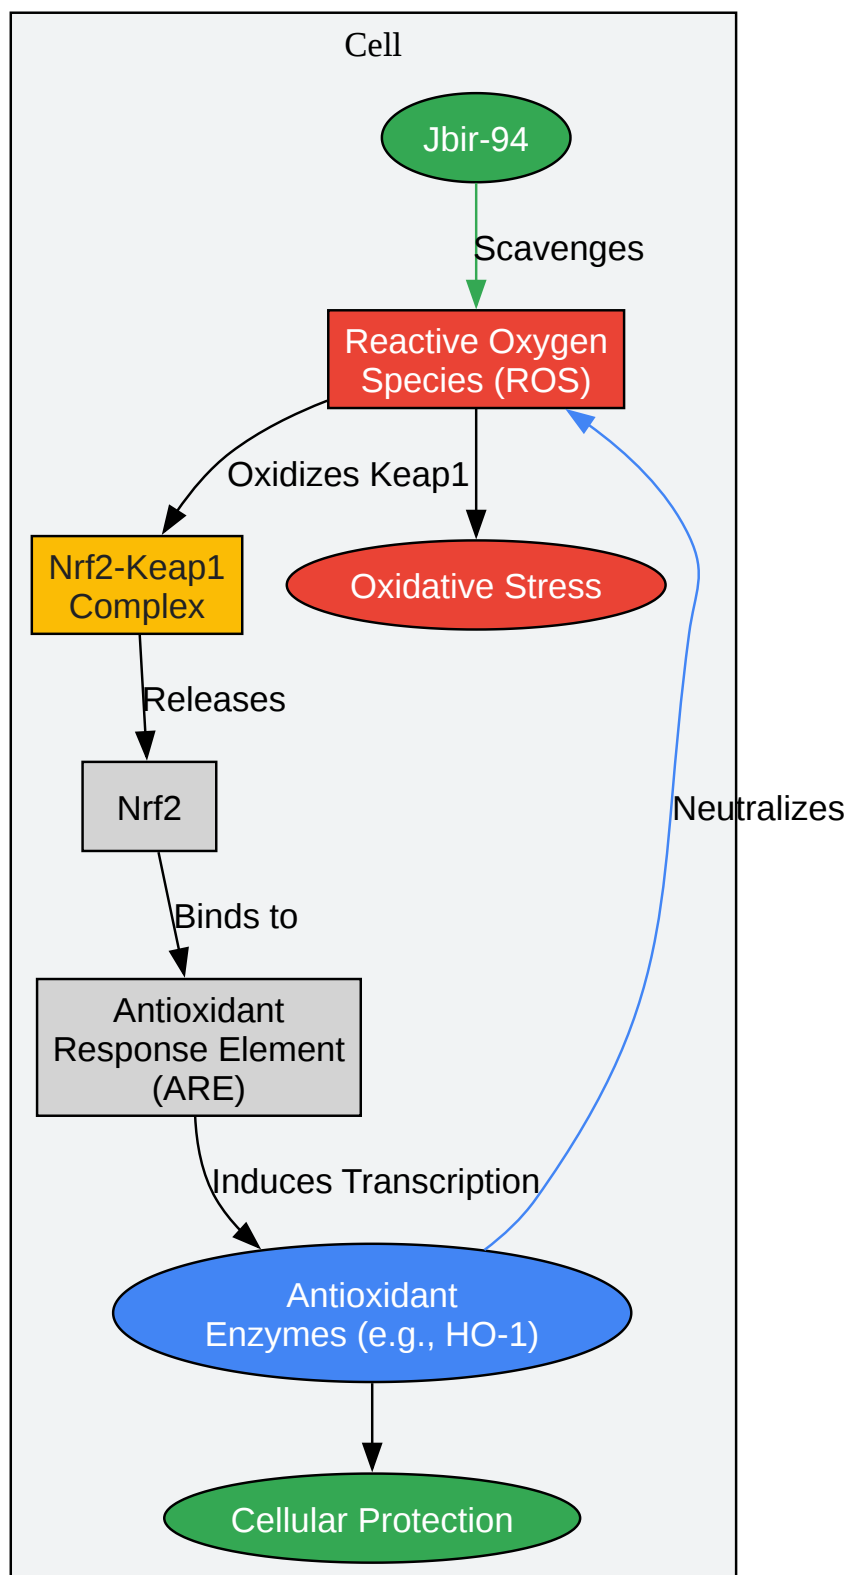 Cell
Jbir-94
Scavenges
Reactive Oxygen
Species (ROS)
Oxidizes Keap1
Nrf2-Keap1
Complex
Oxidative Stress
Releases
Nrf2
Neutralizes
Binds to
Antioxidant
Response Element
(ARE)
Induces Transcription
Antioxidant
Enzymes (e.g., HO-1)
Cellular Protection